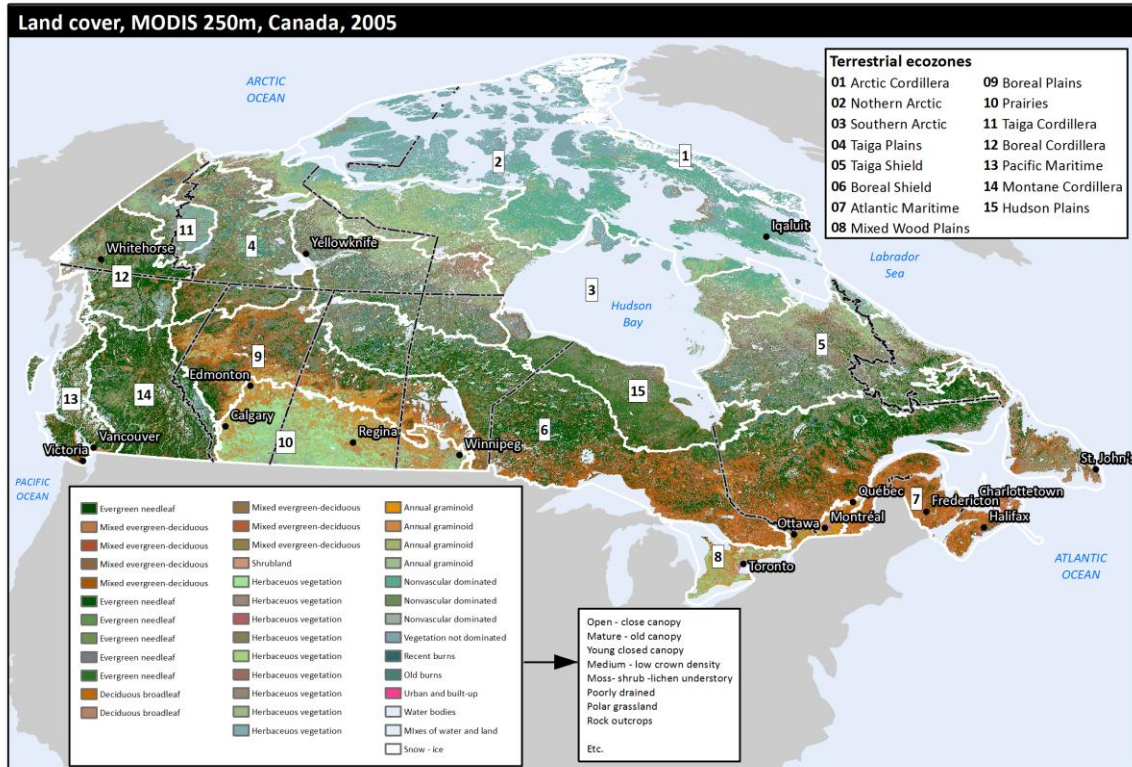 Land cover, MODIS 250m, Canada, 2005
Terrestrial ecozones
01 Arctic Cordillera
02 Nothern Arctic
03 Southern Arctic
04 Taiga Plains
05 Taiga Shield
06 Boreal Shield
07 Atlantic Maritime
08 Mixed Wood Plains
09 Boreal Plains
10 Prairies
11 Taiga Cordillera
12 Boreal Cordillera
13 Pacific Maritime
14 Montane Cordillera
15 Hudson Plains
ARCTIC
OCEAN
1
2
Iqaluit
11
4
Yellowknife
Whitehorse
Labrador
Sea
12
3
Hudson
Bay
5
9
Edmonton
15
13
14
Calgary
6
10
Regina
Winnipeg
Vancouver
Victoria
St. John's
PACIFIC
OCEAN
Québec
7
Charlottetown
Fredericton
Ottawa
Montréal
Halifax
8
Toronto
ATLANTIC
OCEAN
Evergreen needleaf
Mixed evergreen-deciduous
Mixed evergreen-deciduous
Mixed evergreen-deciduous
Mixed evergreen-deciduous
Evergreen needleaf
Evergreen needleaf
Evergreen needleaf
Evergreen needleaf
Evergreen needleaf
Deciduous broadleaf
Deciduous broadleaf
Mixed evergreen-deciduous
Mixed evergreen-deciduous
Mixed evergreen-deciduous
Shrubland
Herbaceuos vegetation
Herbaceuos vegetation
Herbaceuos vegetation
Herbaceuos vegetation
Herbaceuos vegetation
Herbaceuos vegetation
Herbaceuos vegetation
Herbaceuos vegetation
Herbaceuos vegetation
Annual graminoid
Annual graminoid
Annual graminoid
Annual graminoid
Nonvascular dominated
Nonvascular dominated
Nonvascular dominated
Vegetation not dominated
Recent burns
Old burns
Urban and built-up
Water bodies
MIxes of water and land
Snow - ice
Open - close canopy
Mature - old canopy
Young closed canopy
Medium - low crown density
Moss- shrub -lichen understory
Poorly drained
Polar grassland
Rock outcrops
Etc.